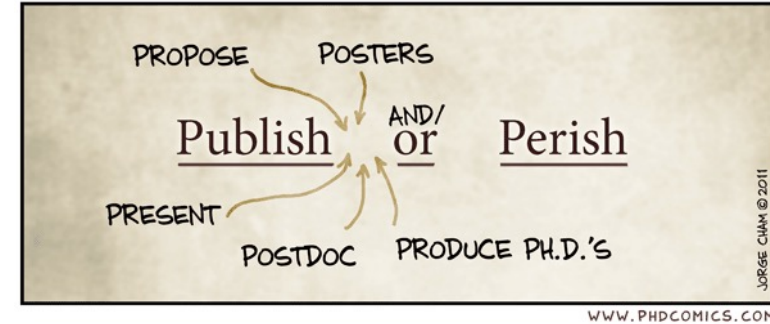 PROPOSE POSTERS
AND/
Publish or Perish
PRESENT
POSTDOC PRODUCE PH.D.'S
JORGE CHAM © 2011
WWW.PHDCOMICS.COM